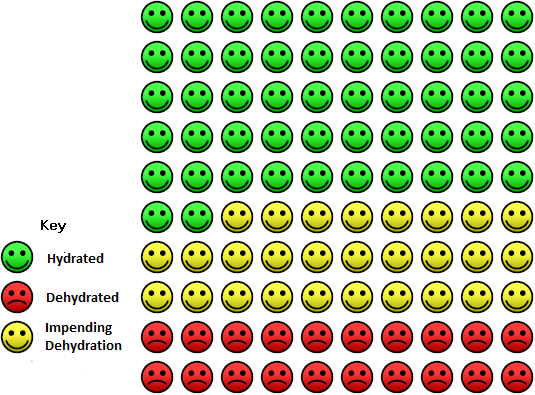 Key
Hydrated
Dehydrated
Impending
Dehydration